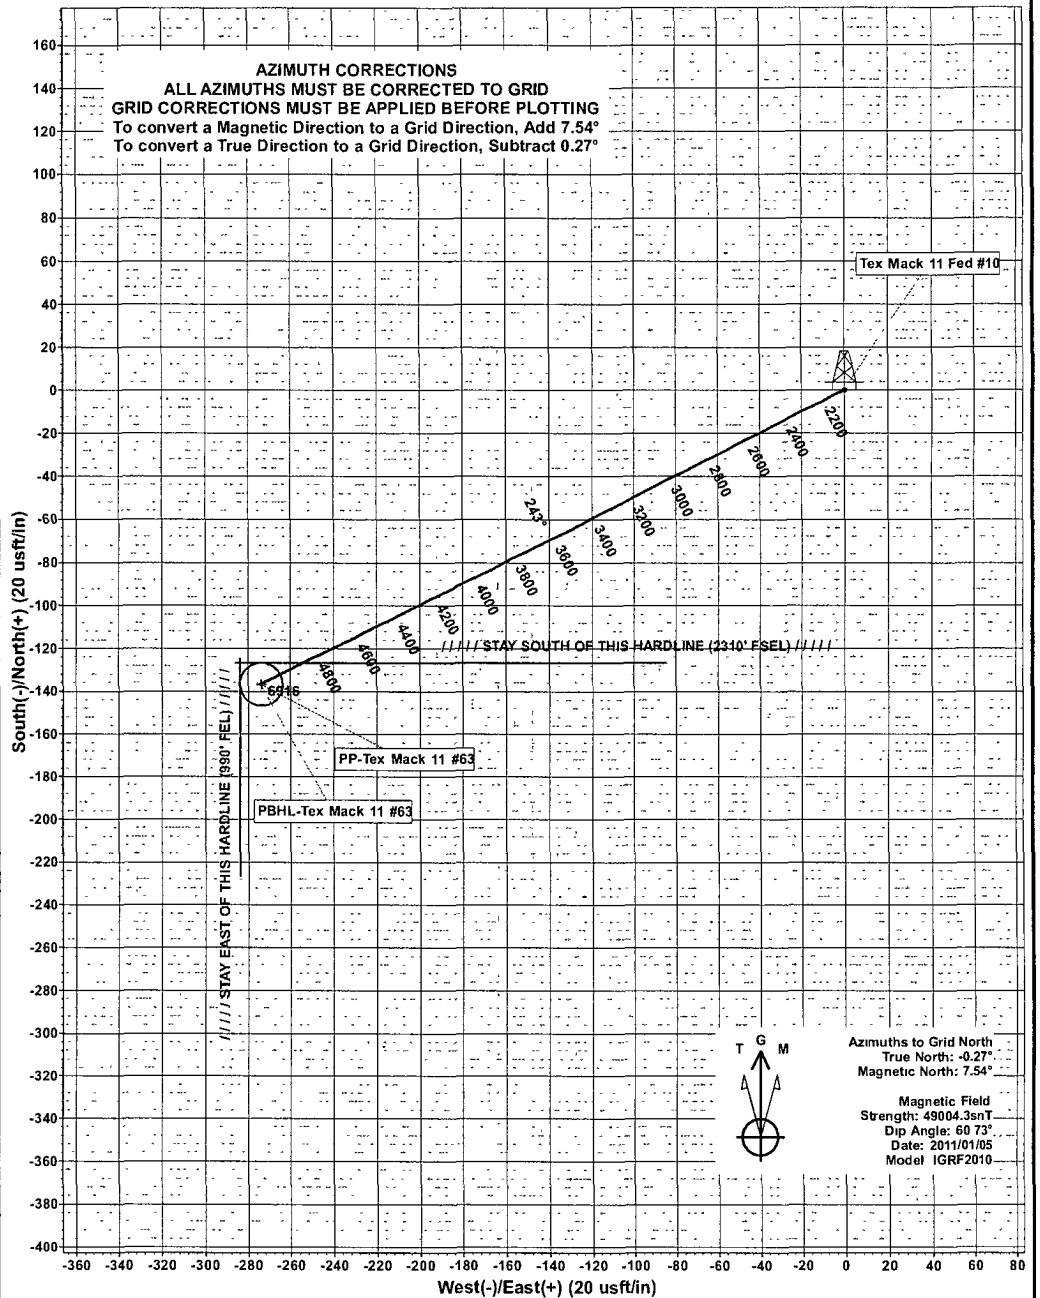 AZIMUTH CORRECTIONS
ALL AZIMUTHS MUST BE CORRECTED TO GRID
GRID CORRECTIONS MUST BE APPLIED BEFORE PLOTTING
To convert a Magnetic Direction to a Grid Direction, Add 7.54°
To convert a True Direction to a Grid Direction, Subtract 0.27°
160
140
120
100
80
60
40
20
0
-20
-40
-60
-80
-100
-120
-140
-160
-180
-200
-220
-240
-260
-280
-300
-320
-340
-360
-380
-400
South(-)/North(+) (20 usft/in)
Tex Mack 11 Fed #10
2200
2400
2600
2800
3000
3200
3400
3600
3800
4000
4200
4400
4600
4800
243°
///// STAY SOUTH OF THIS HARDLINE (2310' FSEL) /////
6916
PP-Tex Mack 11 #63
PBHL-Tex Mack 11 #63
///// STAY EAST OF THIS HARDLINE (990' FEL) /////
T G M
Azimuths to Grid North
True North: -0.27°
Magnetic North: 7.54°
Magnetic Field
Strength: 49004.3snT
Dip Angle: 60 73°
Date: 2011/01/05
Model IGRF2010
-360 -340 -320 -300 -280 -260 -240 -220 -200 -180 -160 -140 -120 -100 -80 -60 -40 -20 0 20 40 60 80
West(-)/East(+) (20 usft/in)